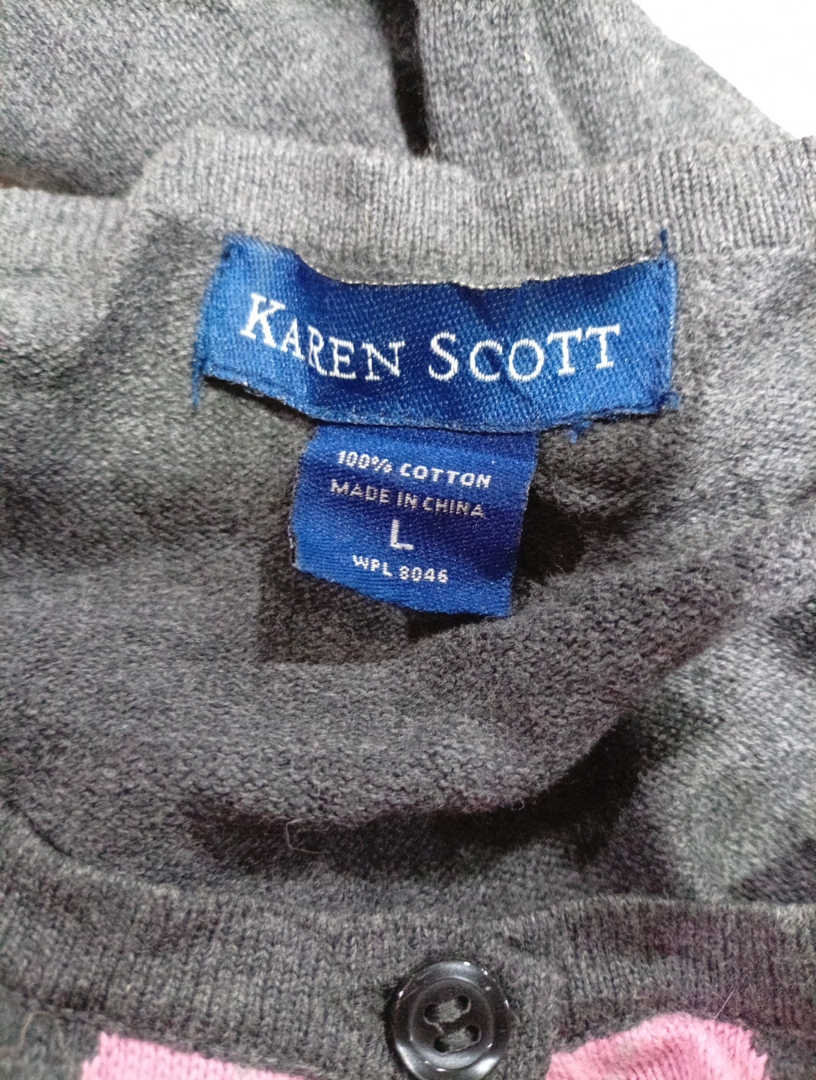 KAREN SCOTT
100% COTTON
MADE IN CHINA
L
WPL 8046